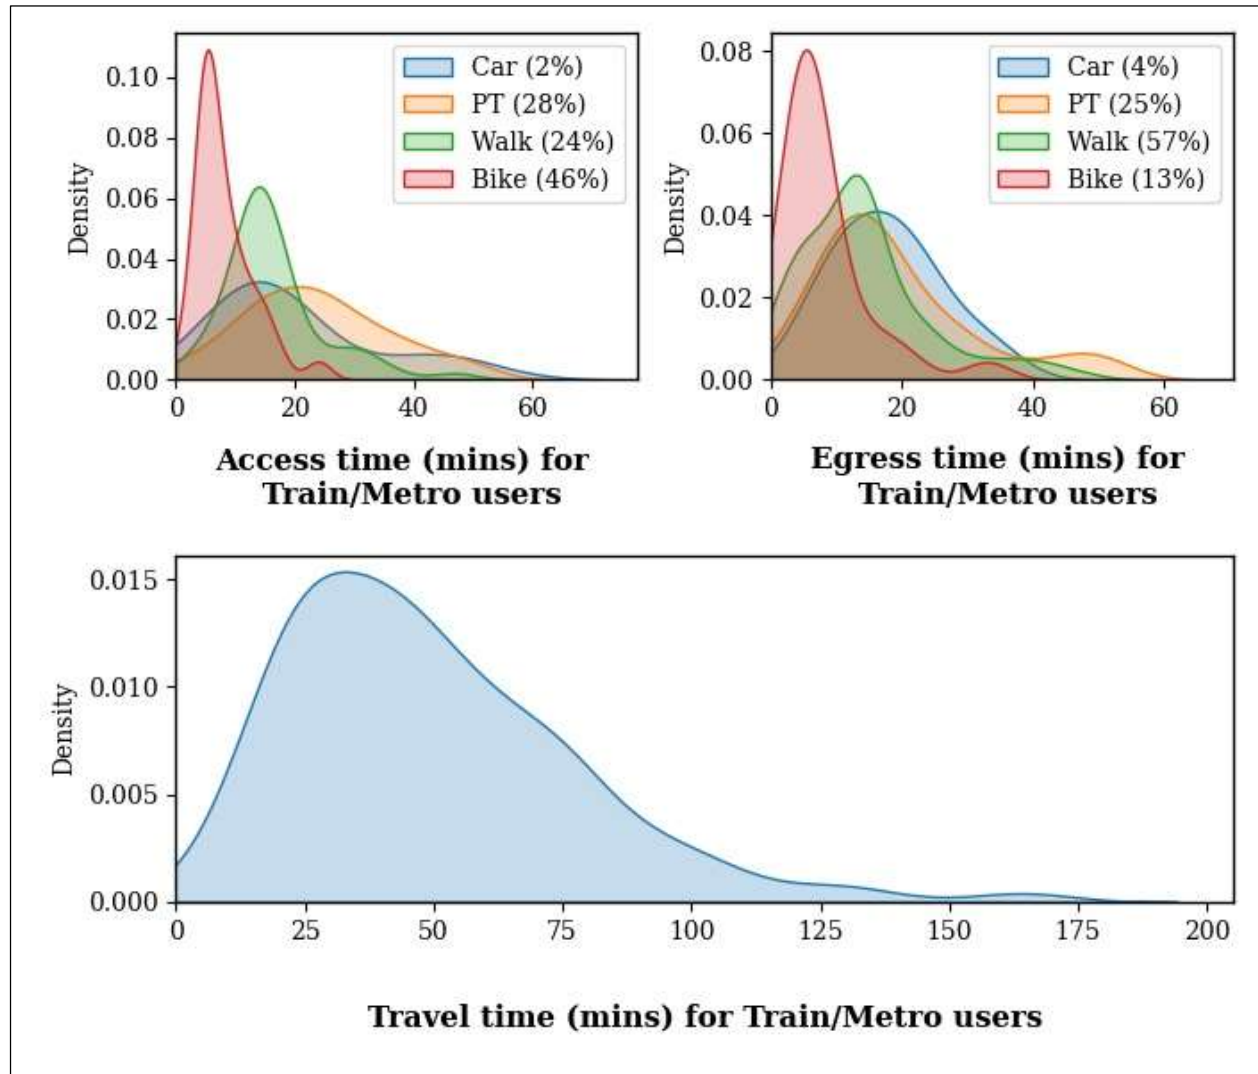 Car (2%)
PT (28%)
Walk (24%)
Bike (46%)
Density
0.10
0.08
0.06
0.04
0.02
0.00
0 20 40 60
Access time (mins) for
Train/Metro users
Car (4%)
PT (25%)
Walk (57%)
Bike (13%)
Density
0.08
0.06
0.04
0.02
0.00
0 20 40 60
Egress time (mins) for
Train/Metro users
Density
0.015
0.010
0.005
0.000
0 25 50 75 100 125 150 175 200
Travel time (mins) for Train/Metro users